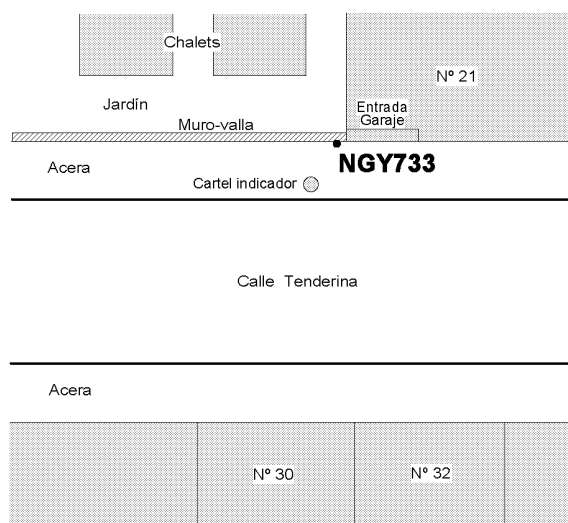 Chalets
Nº 21
Jardín
Entrada
Garaje
Muro-valla
NGY733
Acera
Cartel indicador
Calle Tenderina
Acera
Nº 30
Nº 32